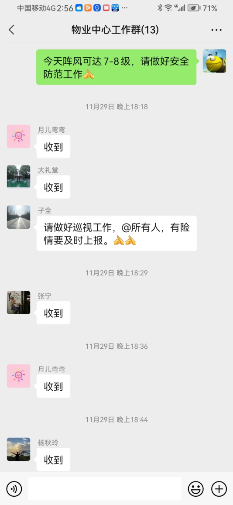 中国移动4G 2:56
71%
物业中心工作群(13)
今天阵风可达 7-8级，请做好安全
防范工作
11月29日 晚上18:18
月儿弯弯
收到
大礼堂
收到
子全
请做好巡视工作，@所有人，有险
情要及时上报。
11月29日 晚上18:29
张宁
收到
11月29日 晚上18:36
月儿弯弯
收到
11月29日 晚上18:44
杨秋玲
收到